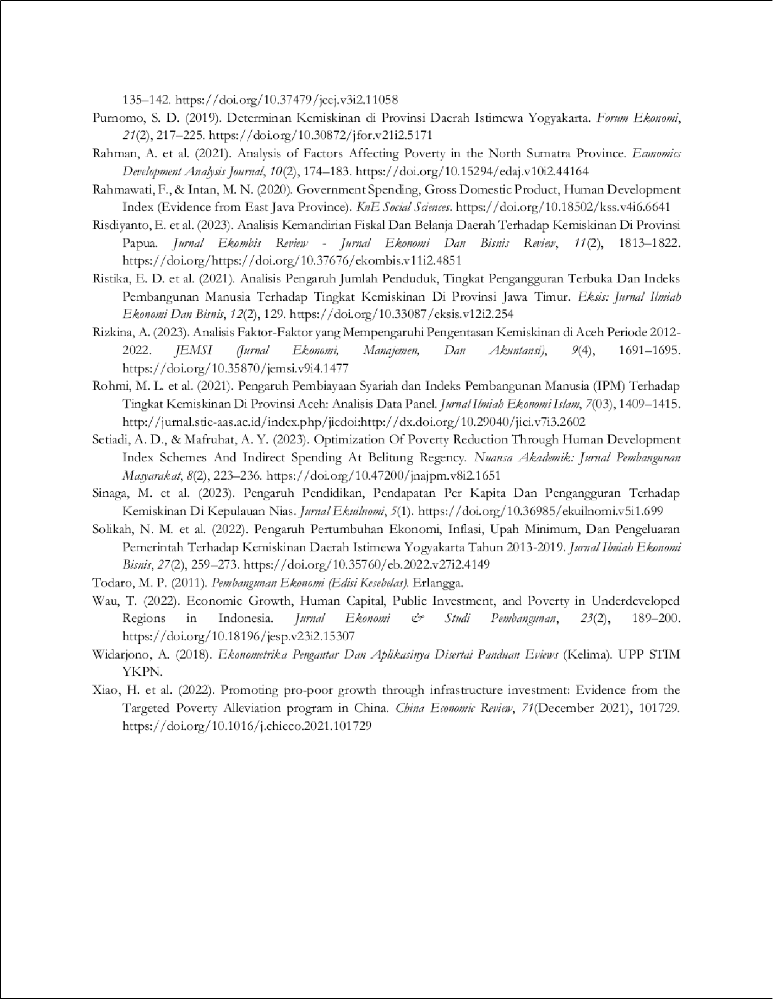 135–142. https://doi.org/10.37479/jeej.v3i2.11058
Purnomo, S. D. (2019). Determinan Kemiskinan di Provinsi Daerah Istimewa Yogyakarta. Forum Ekonomi,
21(2), 217–225. https://doi.org/10.30872/jfor.v21i2.5171
Rahman, A. et al. (2021). Analysis of Factors Affecting Poverty in the North Sumatra Province. Economics
Development Analysis Journal, 10(2), 174–183. https://doi.org/10.15294/edaj.v10i2.44164
Rahmawati, F., & Intan, M. N. (2020). Government Spending, Gross Domestic Product, Human Development
Index (Evidence from East Java Province). KnE Social Sciences. https://doi.org/10.18502/kss.v4i6.6641
Risdiyanto, E. et al. (2023). Analisis Kemandirian Fiskal Dan Belanja Daerah Terhadap Kemiskinan Di Provinsi
Papua. Jurnal Ekombis Review - Jurnal Ekonomi Dan Bisnis Review, 11(2), 1813–1822.
https://doi.org/https://doi.org/10.37676/ekombis.v11i2.4851
Ristika, E. D. et al. (2021). Analisis Pengaruh Jumlah Penduduk, Tingkat Pengangguran Terbuka Dan Indeks
Pembangunan Manusia Terhadap Tingkat Kemiskinan Di Provinsi Jawa Timur. Eksis: Jurnal Ilmiah
Ekonomi Dan Bisnis, 12(2), 129. https://doi.org/10.33087/eksis.v12i2.254
Rizkina, A. (2023). Analisis Faktor-Faktor yang Mempengaruhi Pengentasan Kemiskinan di Aceh Periode 2012-
2022. JEMSI (Jurnal Ekonomi, Manajemen, Dan Akuntansi), 9(4), 1691–1695.
https://doi.org/10.35870/jemsi.v9i4.1477
Rohmi, M. L. et al. (2021). Pengaruh Pembiayaan Syariah dan Indeks Pembangunan Manusia (IPM) Terhadap
Tingkat Kemiskinan Di Provinsi Aceh: Analisis Data Panel. Jurnal Ilmiah Ekonomi Islam, 7(03), 1409–1415.
http://jurnal.stie-aas.ac.id/index.php/jiedoi:http://dx.doi.org/10.29040/jiei.v7i3.2602
Setiadi, A. D., & Mafruhat, A. Y. (2023). Optimization Of Poverty Reduction Through Human Development
Index Schemes And Indirect Spending At Belitung Regency. Nuansa Akademik: Jurnal Pembangunan
Masyarakat, 8(2), 223–236. https://doi.org/10.47200/jnajpm.v8i2.1651
Sinaga, M. et al. (2023). Pengaruh Pendidikan, Pendapatan Per Kapita Dan Pengangguran Terhadap
Kemiskinan Di Kepulauan Nias. Jurnal Ekuilnomi, 5(1). https://doi.org/10.36985/ekuilnomi.v5i1.699
Solikah, N. M. et al. (2022). Pengaruh Pertumbuhan Ekonomi, Inflasi, Upah Minimum, Dan Pengeluaran
Pemerintah Terhadap Kemiskinan Daerah Istimewa Yogyakarta Tahun 2013-2019. Jurnal Ilmiah Ekonomi
Bisnis, 27(2), 259–273. https://doi.org/10.35760/eb.2022.v27i2.4149
Todaro, M. P. (2011). Pembangunan Ekonomi (Edisi Kesebelas). Erlangga.
Wau, T. (2022). Economic Growth, Human Capital, Public Investment, and Poverty in Underdeveloped
Regions in Indonesia. Jurnal Ekonomi & Studi Pembangunan, 23(2), 189–200.
https://doi.org/10.18196/jesp.v23i2.15307
Widarjono, A. (2018). Ekonometrika Pengantar Dan Aplikasinya Disertai Panduan Eviews (Kelima). UPP STIM
YKPN.
Xiao, H. et al. (2022). Promoting pro-poor growth through infrastructure investment: Evidence from the
Targeted Poverty Alleviation program in China. China Economic Review, 71(December 2021), 101729.
https://doi.org/10.1016/j.chieco.2021.101729